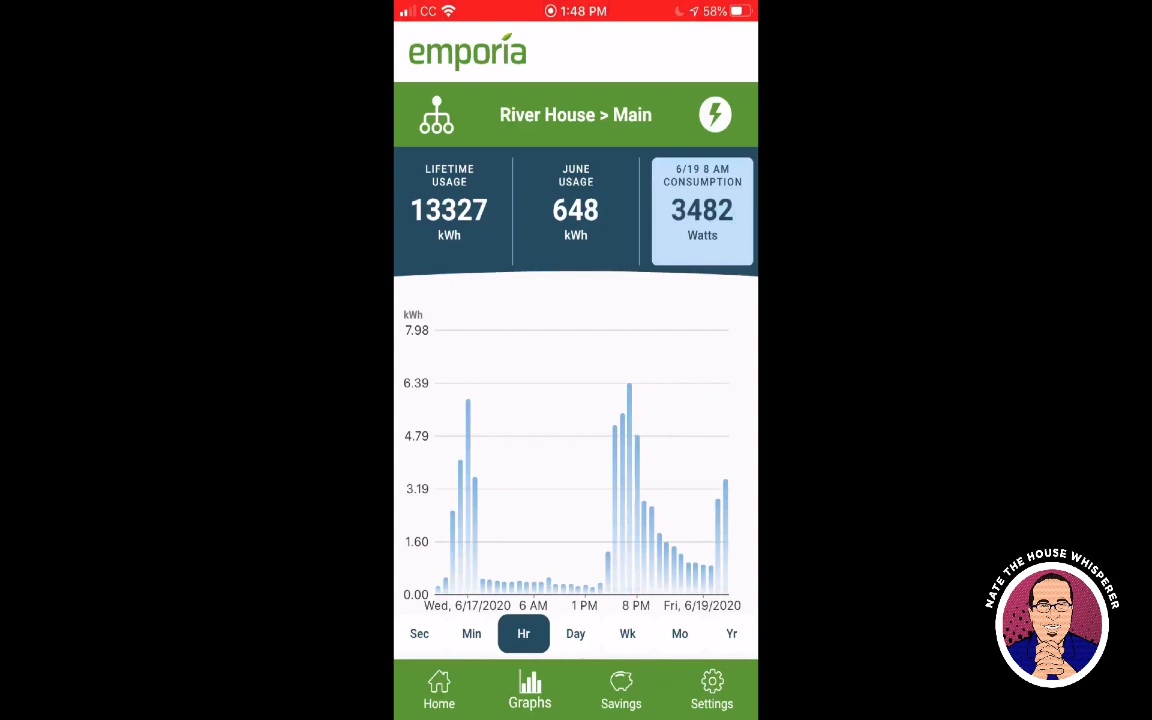 CC 1:48 PM 58%
emporia
River House > Main
LIFETIME USAGE
13327
kWh
JUNE USAGE
648
kWh
6/19 8 AM CONSUMPTION
3482
Watts
kWh
7.98
6.39
4.79
3.19
1.60
0.00
Wed, 6/17/2020 6 AM 1 PM 8 PM Fri, 6/19/2020
Sec Min Hr Day Wk Mo Yr
Home Graphs Savings Settings
NATE THE HOUSE WHISPERER